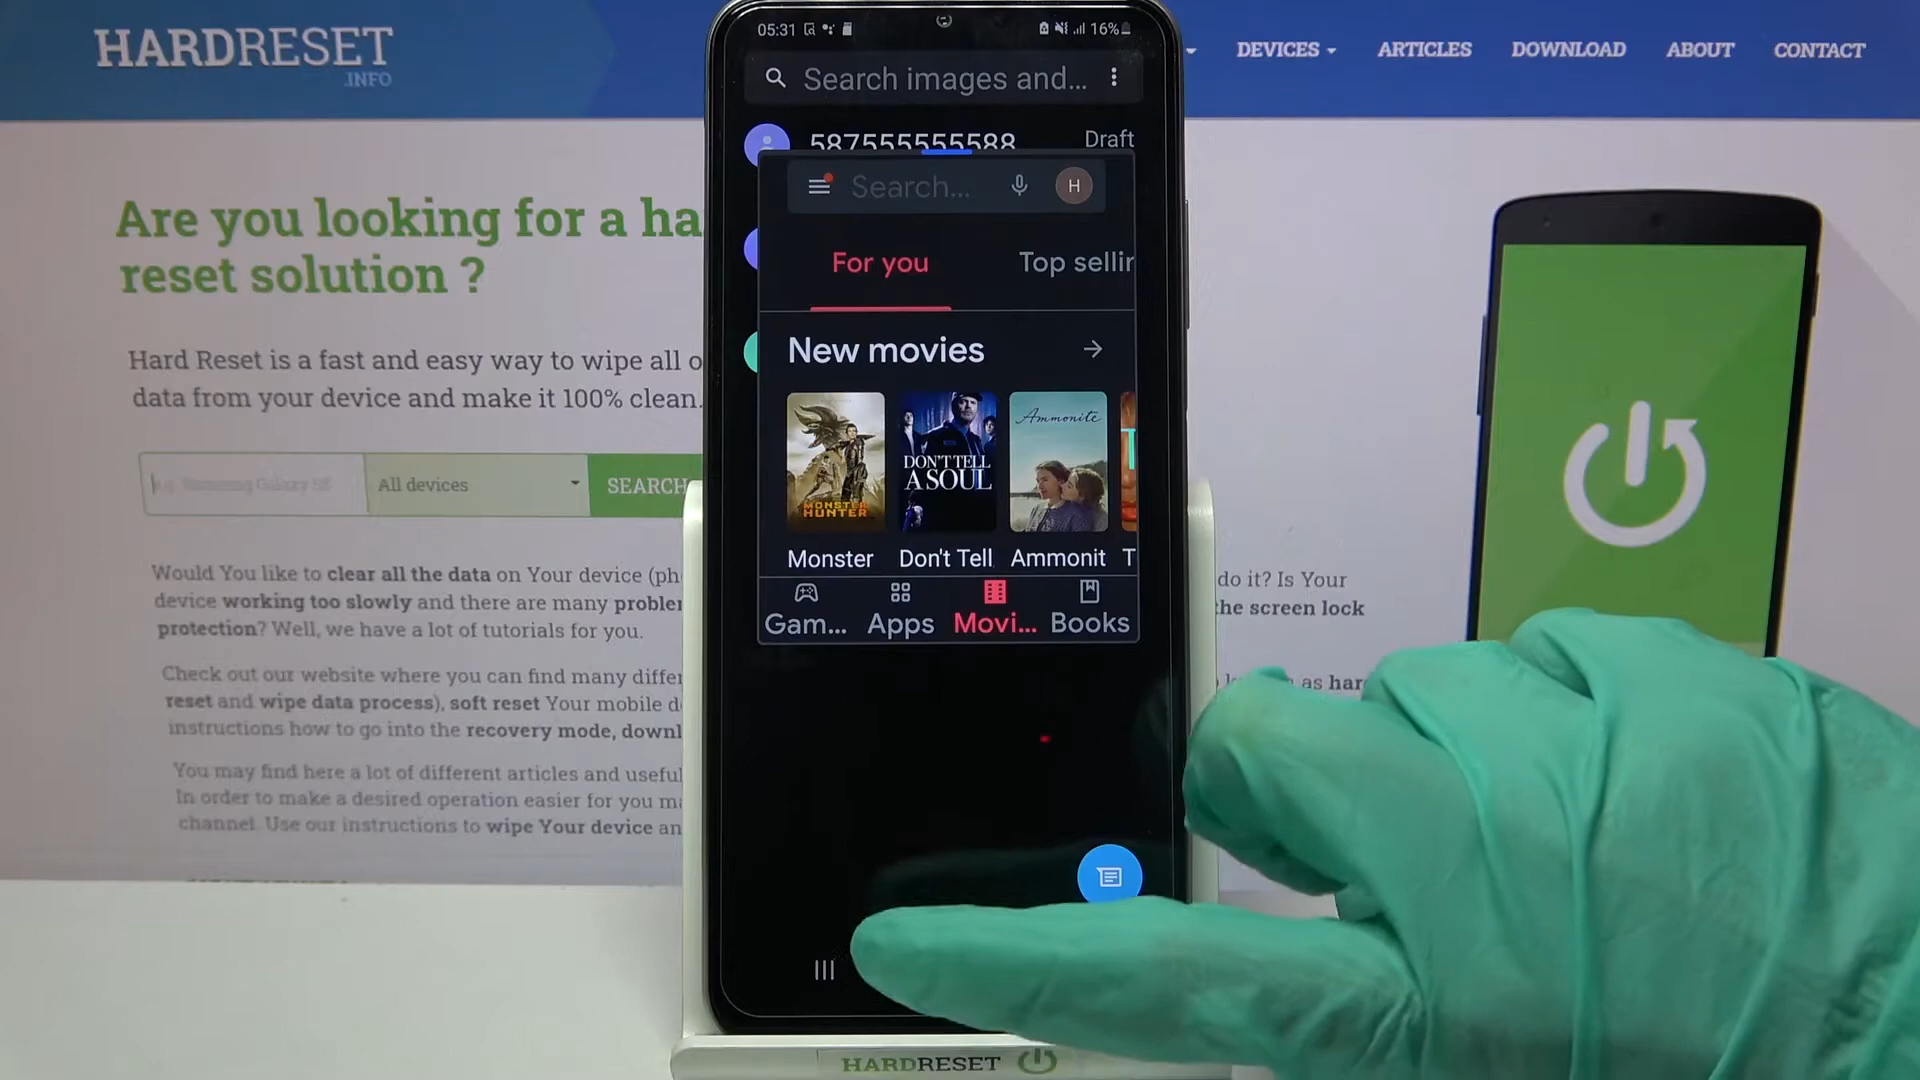 HARDRESET
.INFO
DEVICES
ARTICLES
DOWNLOAD
ABOUT
CONTACT
Are you looking for a ha
reset solution ?
Hard Reset is a fast and easy way to wipe all o
data from your device and make it 100% clean.
e.g. Samsung Galaxy S8
All devices
SEARCH
Would You like to clear all the data on Your device (ph
device working too slowly and there are many probler
protection? Well, we have a lot of tutorials for you.
Check out our website where you can find many differ
reset and wipe data process), soft reset Your mobile d
instructions how to go into the recovery mode, downl
You may find here a lot of different articles and useful
In order to make a desired operation easier for you ma
channel. Use our instructions to wipe Your device an
do it? Is Your
the screen lock
as hard
05:31
16%
Search images and...
587555555588
Draft
Search...
H
For you
Top sellin
New movies
MONSTER
HUNTER
DON'T TELL
A SOUL
Ammonite
T
Monster
Don't Tell
Ammonit
T
Gam...
Apps
Movi...
Books
HARDRESET